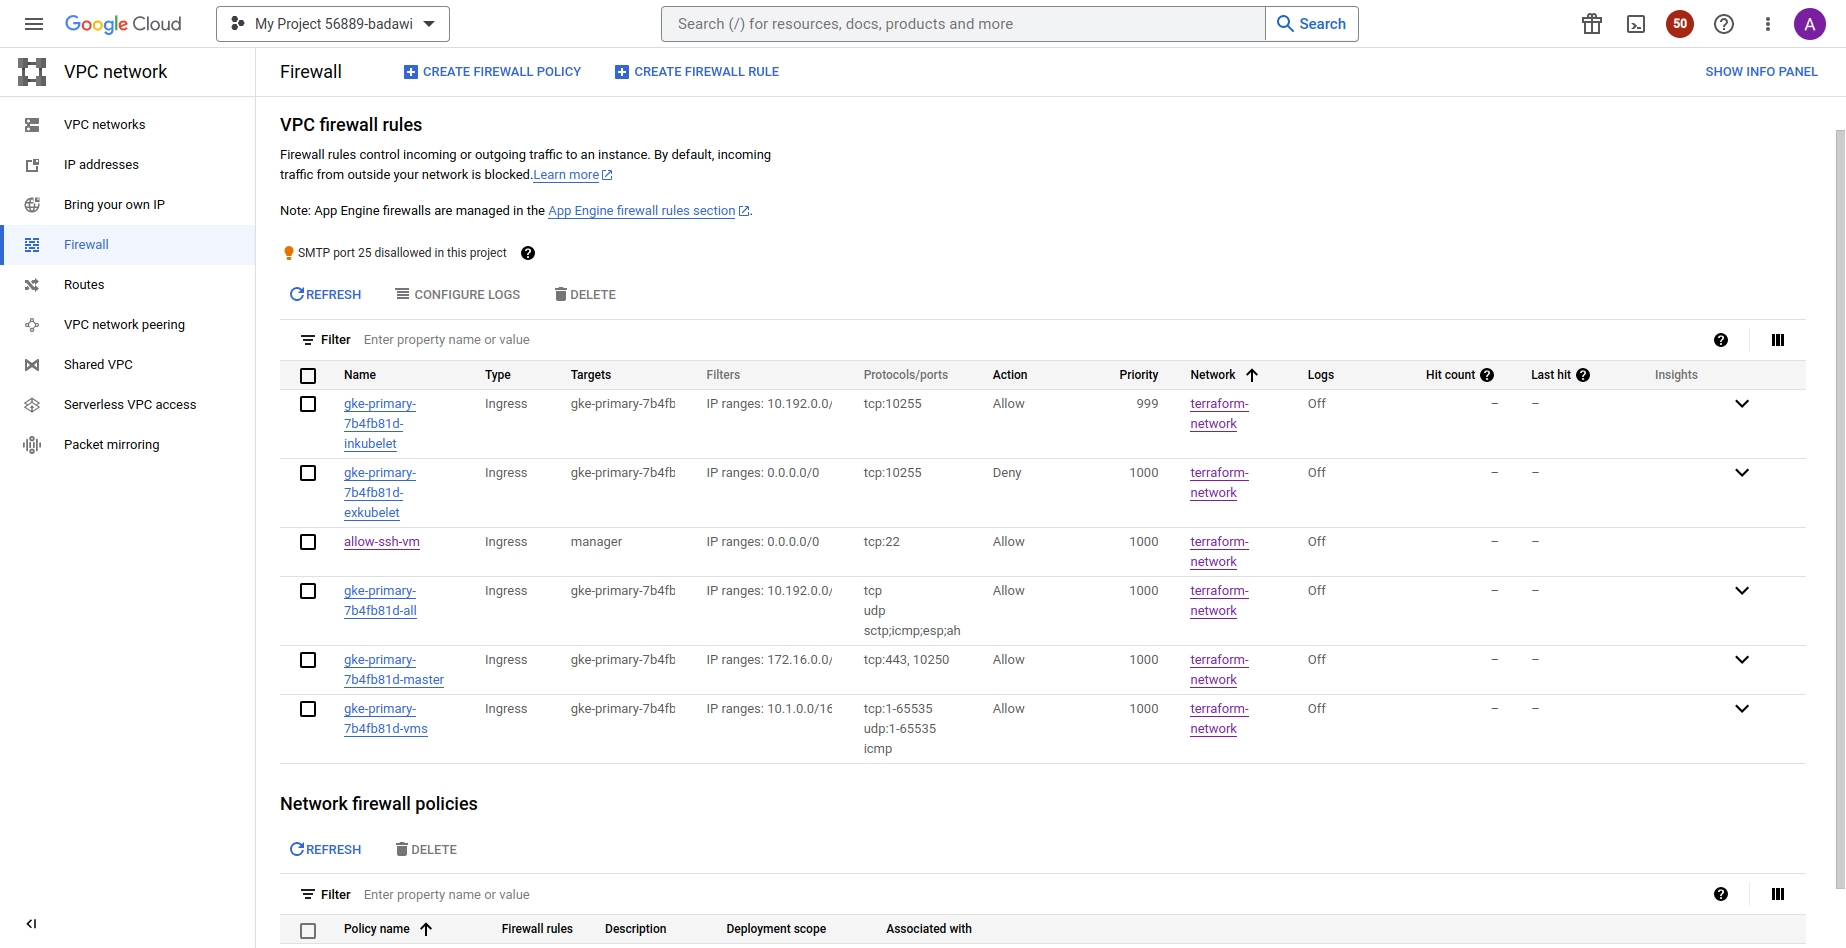 Google Cloud
My Project 56889-badawi
Search (/) for resources, docs, products and more
Search
50
A
VPC network
Firewall
CREATE FIREWALL POLICY
CREATE FIREWALL RULE
SHOW INFO PANEL
VPC networks
IP addresses
Bring your own IP
Firewall
Routes
VPC network peering
Shared VPC
Serverless VPC access
Packet mirroring
VPC firewall rules
Firewall rules control incoming or outgoing traffic to an instance. By default, incoming
traffic from outside your network is blocked.Learn more
Note: App Engine firewalls are managed in the App Engine firewall rules section.
SMTP port 25 disallowed in this project
REFRESH CONFIGURE LOGS DELETE
Filter Enter property name or value
Name Type Targets Filters Protocols/ports Action Priority Network Logs Hit count Last hit Insights
gke-primary- Ingress gke-primary-7b4fb IP ranges: 10.192.0.0/ tcp:10255 Allow 999 terraform- Off – –
7b4fb81d- network
inkubelet
gke-primary- Ingress gke-primary-7b4fb IP ranges: 0.0.0.0/0 tcp:10255 Deny 1000 terraform- Off – –
7b4fb81d- network
exkubelet
allow-ssh-vm Ingress manager IP ranges: 0.0.0.0/0 tcp:22 Allow 1000 terraform- Off – –
network
gke-primary- Ingress gke-primary-7b4fb IP ranges: 10.192.0.0/ tcp Allow 1000 terraform- Off – –
7b4fb81d-all udp network
sctp;icmp;esp;ah
gke-primary- Ingress gke-primary-7b4fb IP ranges: 172.16.0.0/ tcp:443, 10250 Allow 1000 terraform- Off – –
7b4fb81d-master network
gke-primary- Ingress gke-primary-7b4fb IP ranges: 10.1.0.0/16 tcp:1-65535 Allow 1000 terraform- Off – –
7b4fb81d-vms udp:1-65535 network
icmp
Network firewall policies
REFRESH DELETE
Filter Enter property name or value
Policy name Firewall rules Description Deployment scope Associated with